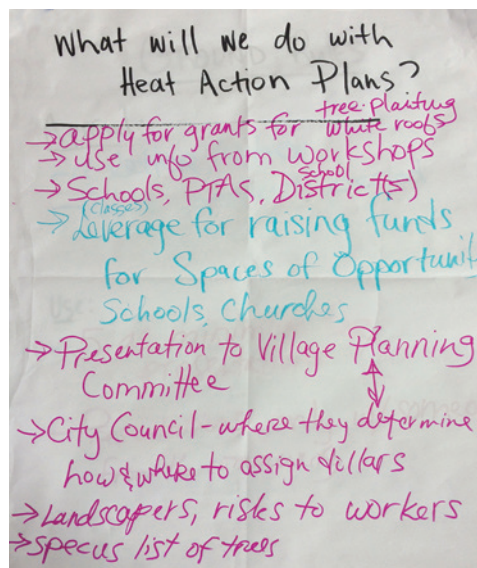 What will we do with
Heat Action Plans?
tree planting
→ apply for grants for white roofs
→ use info from workshops
school
→ Schools, PTAs, District(s)
(classes)
→ Leverage for raising funds
for Spaces of Opportunit
Schools, Churches
→ Presentation to Village Planning
Committee
→ City Council - where they determine
how & where to assign dillars
→ Landscapers, risks to workers
→ specus list of trees